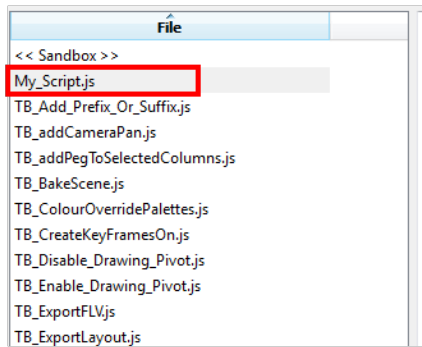 File
<< Sandbox >>
My_Script.js
TB_Add_Prefix_Or_Suffix.js
TB_addCameraPan.js
TB_addPegToSelectedColumns.js
TB_BakeScene.js
TB_ColourOverridePalettes.js
TB_CreateKeyFramesOn.js
TB_Disable_Drawing_Pivot.js
TB_Enable_Drawing_Pivot.js
TB_ExportFLV.js
TB_ExportLayout.js